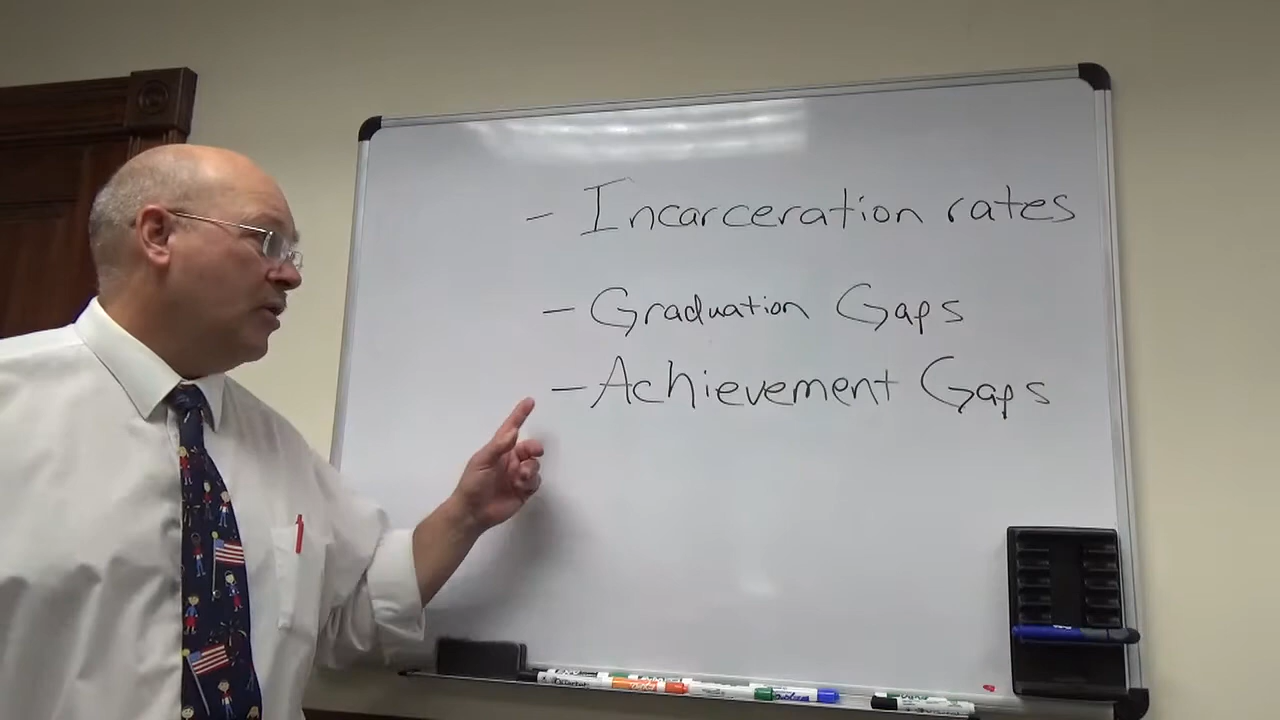 - Incarceration rates
- Graduation Gaps
- Achievement Gaps